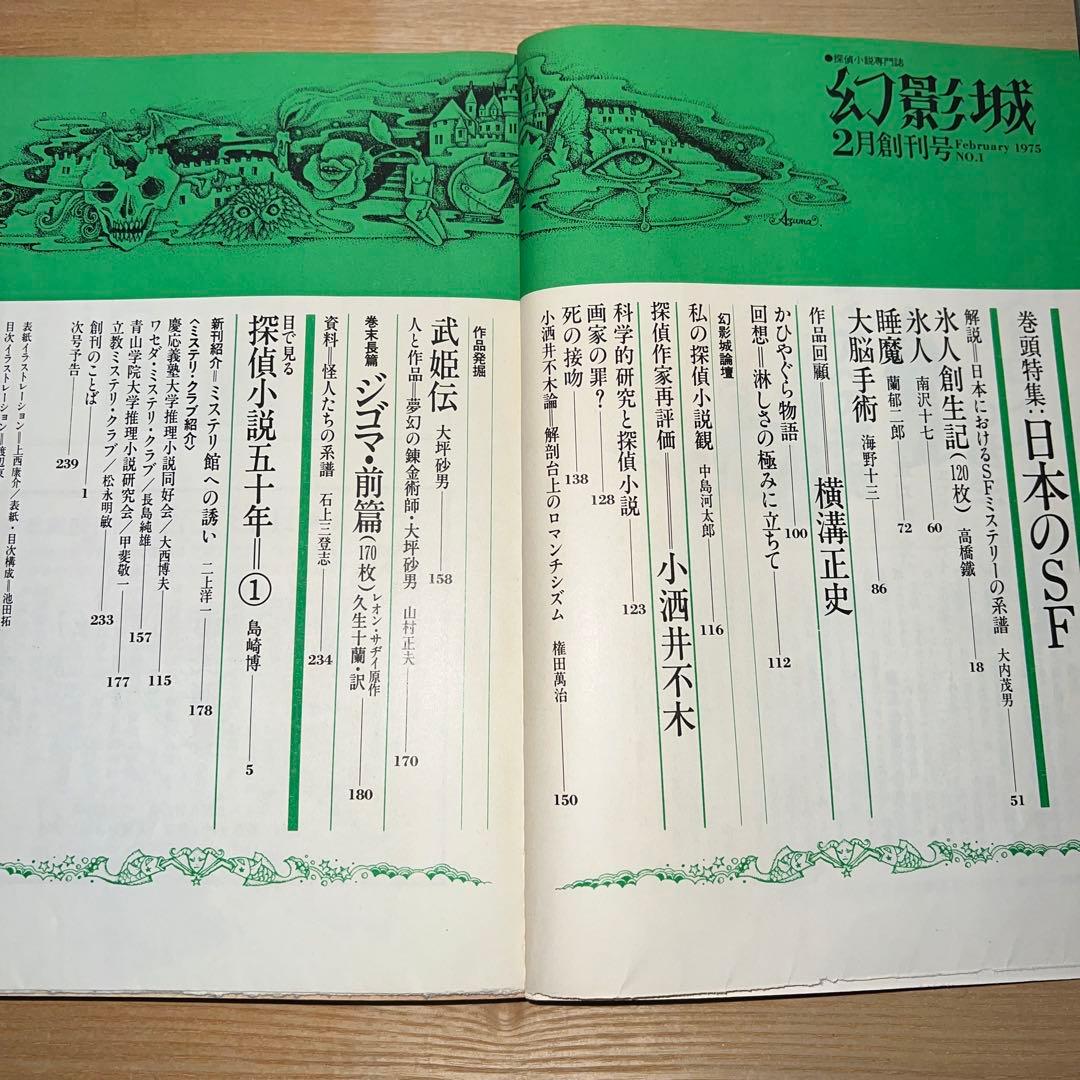 ●探偵小説専門誌
幻影城
2月創刊号 February 1975 NO.1
Asuna
巻頭特集:日本のSF
解説=日本におけるSFミステリーの系譜 大内茂男 51
氷人創生記(120枚) 高橋鐵 18
氷人 南沢十七 60
睡魔 蘭郁二郎 72
大脳手術 海野十三 86
作品回顧 横溝正史
かひやぐら物語 100
回想=淋しさの極みに立ちて 112
幻影城論壇
私の探偵小説観 中島河太郎 116
探偵作家再評価=小酒井不木
科学的研究と探偵小説 123
画家の罪? 128
死の接吻 138
小酒井不木論=解剖台上のロマンチシズム 権田萬治 150
作品発掘
武姫伝 大坪砂男 158
人と作品=夢幻の錬金術師・大坪砂男 山村正夫 170
巻末長篇 ジゴマ・前篇(170枚) レオン・サヂイ原作 久生十蘭・訳 180
資料=怪人たちの系譜 石上三登志 234
目で見る
探偵小説五十年=① 島崎博 5
新刊紹介=ミステリ館への誘い 二上洋一 178
〈ミステリ・クラブ紹介〉
慶応義塾大学推理小説同好会/大西博夫 115
ワセダ・ミステリ・クラブ/長島純雄 157
青山学院大学推理小説研究会/甲斐敬一 177
立教ミステリ・クラブ/松永明敏 233
創刊のことば 1
次号予告 239
表紙イラストレーション=上西康介/表紙・目次構成=池田拓
目次イラストレーション=渡辺東